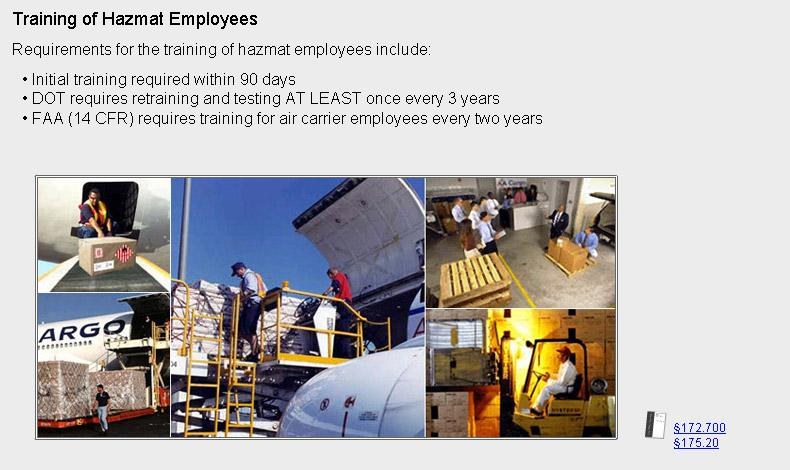 Training of Hazmat Employees
Requirements for the training of hazmat employees include:
• Initial training required within 90 days
• DOT requires retraining and testing AT LEAST once every 3 years
• FAA (14 CFR) requires training for air carrier employees every two years
ARGO
HYSTER
§172.700
§175.20